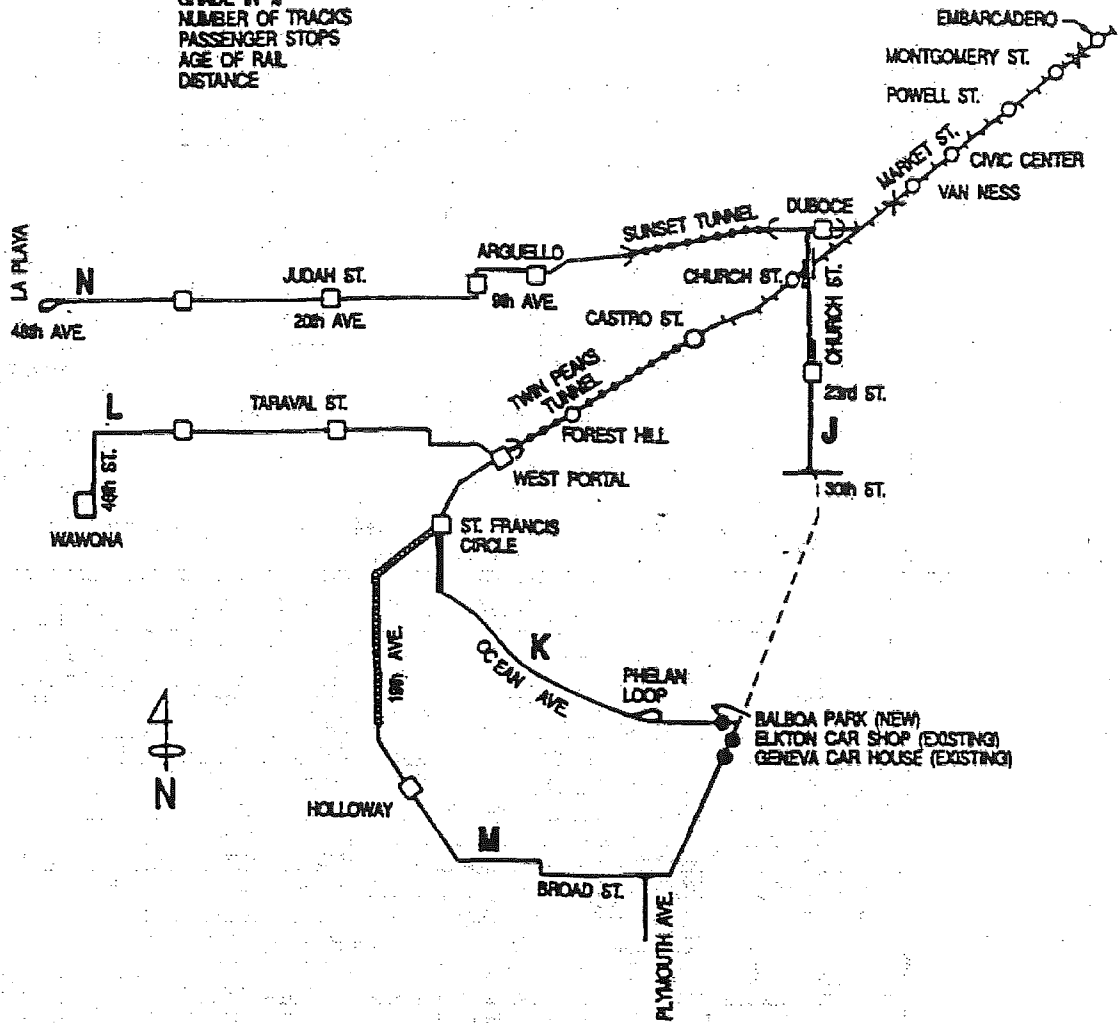 NUMBER OF TRACKS
PASSENGER STOPS
AGE OF RAIL
DISTANCE
EMBARCADERO
MONTGOMERY ST.
POWELL ST.
MARKET ST.
CIVIC CENTER
VAN NESS
DUBOCE
SUNSET TUNNEL
LA PLAYA
N
ARGUELLO
JUDAH ST.
CHURCH ST.
CHURCH ST.
48th AVE.
20th AVE.
9th AVE.
CASTRO ST.
TWIN PEAKS
TUNNEL
23rd ST.
L
TARAVAL ST.
FOREST HILL
J
WEST PORTAL
46th ST.
30th ST.
WAWONA
ST. FRANCIS
CIRCLE
19th AVE.
K
OCEAN AVE.
PHELAN
LOOP
BALBOA PARK (NEW)
ELKTON CAR SHOP (EXISTING)
GENEVA CAR HOUSE (EXISTING)
N
HOLLOWAY
M
BROAD ST.
PLYMOUTH AVE.